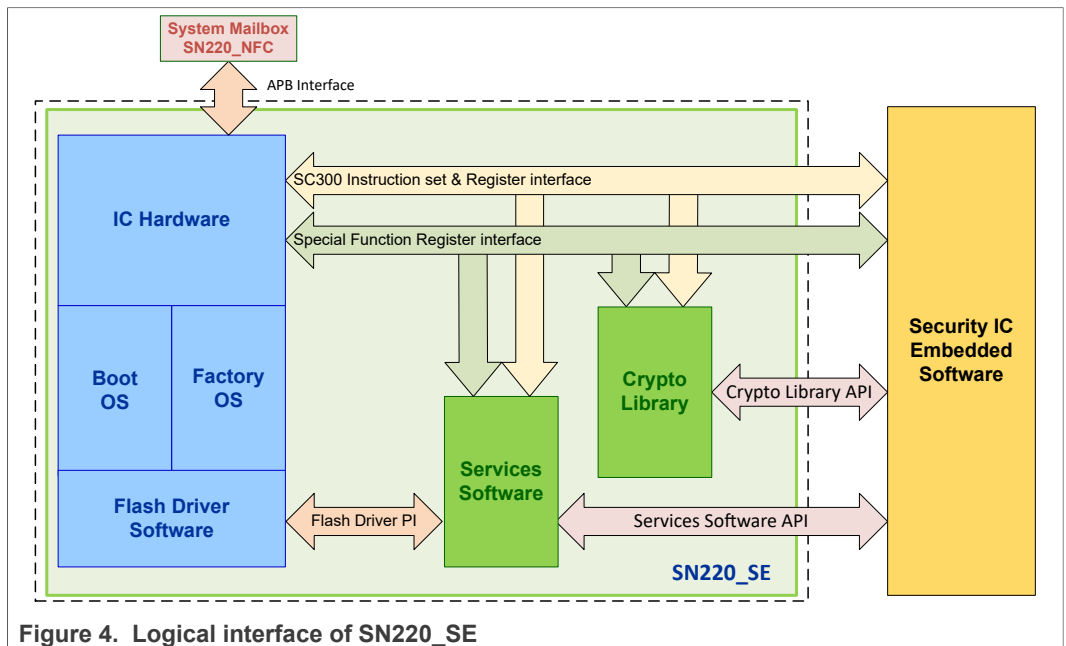 System Mailbox
SN220_NFC
APB Interface
SC300 Instruction set & Register interface
IC Hardware
Special Function Register interface
Boot
OS
Factory
OS
Crypto
Library
Security IC
Embedded
Software
Crypto Library API
Services
Software
Flash Driver
Software
Flash Driver PI
Services Software API
SN220_SE
Figure 4. Logical interface of SN220_SE